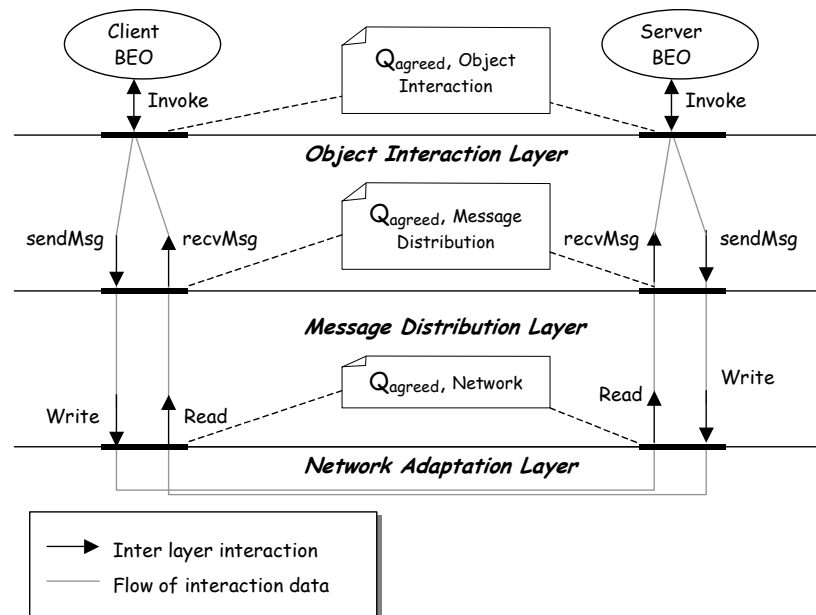 Client
BEO
Server
BEO
Qagreed, Object
Interaction
Invoke
Invoke
Object Interaction Layer
sendMsg
recvMsg
Qagreed, Message
Distribution
recvMsg
sendMsg
Message Distribution Layer
Write
Read
Qagreed, Network
Read
Write
Network Adaptation Layer
Inter layer interaction
Flow of interaction data